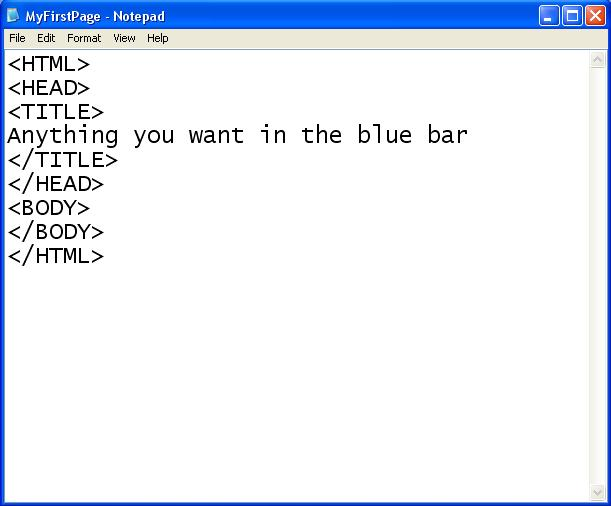 MyFirstPage - Notepad
File Edit Format View Help
<HTML>
<HEAD>
<TITLE>
Anything you want in the blue bar
</TITLE>
</HEAD>
<BODY>
</BODY>
</HTML>